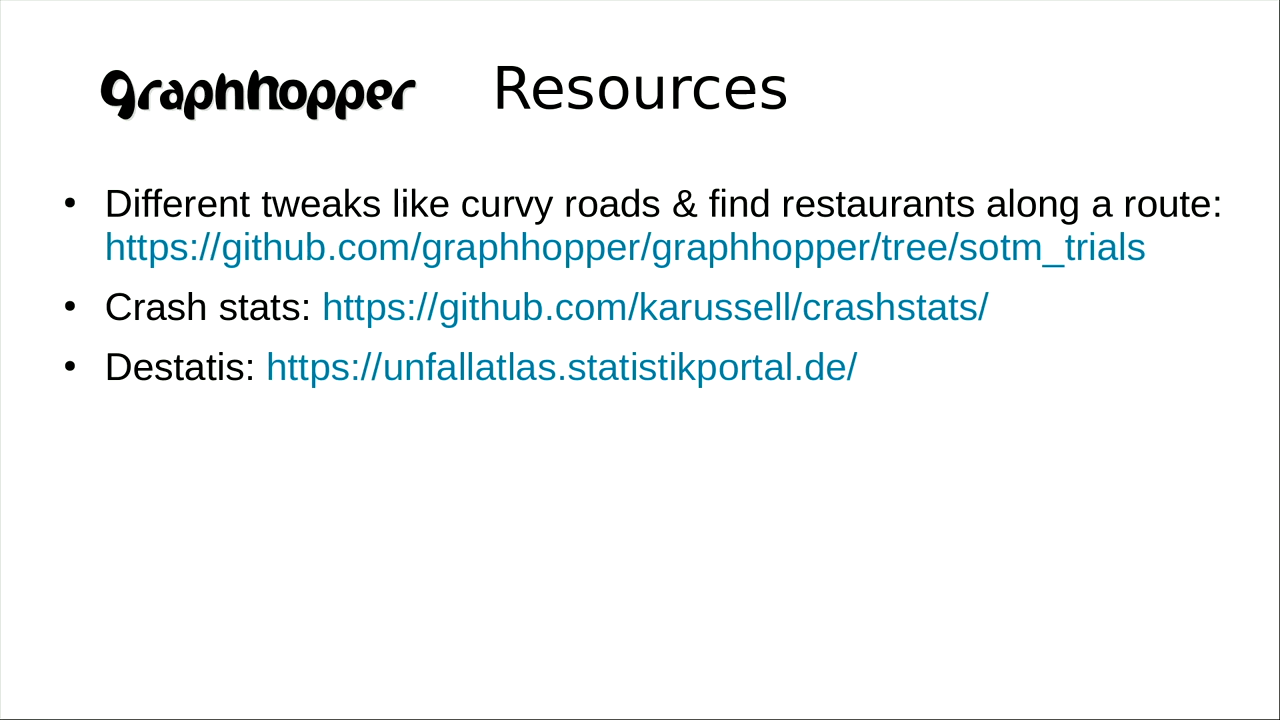 graphhopper Resources
• Different tweaks like curvy roads & find restaurants along a route:
https://github.com/graphhopper/graphhopper/tree/sotm_trials
• Crash stats: https://github.com/karussell/crashstats/
• Destatis: https://unfallatlas.statistikportal.de/